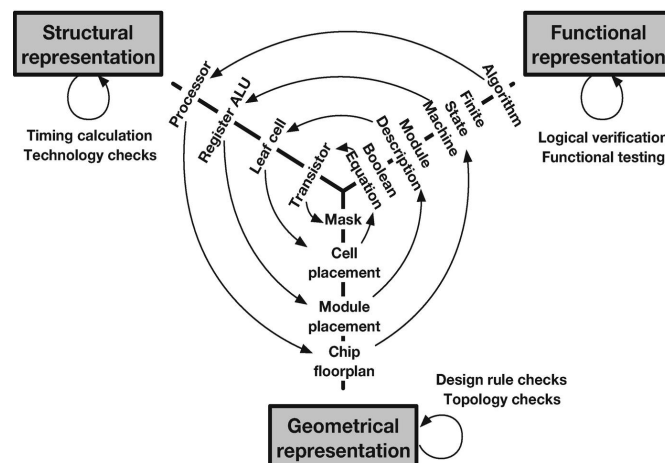 Structural
representation
Functional
representation
Timing calculation
Technology checks
Logical verification
Functional testing
Processor
Register ALU
Leaf cell
Transistor
Algorithm
Finite
State
Machine
Module
Description
Boolean
Equation
Mask
Cell
placement
Module
placement
Chip
floorplan
Design rule checks
Topology checks
Geometrical
representation